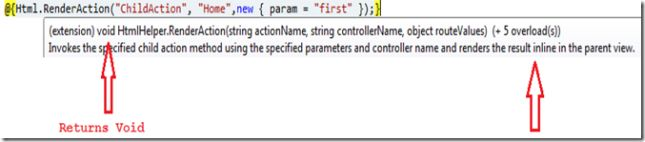 @{Html.RenderAction("ChildAction", "Home",new { param = "first" });}
(extension) void HtmlHelper.RenderAction(string actionName, string controllerName, object routeValues) (+ 5 overload(s))
Invokes the specified child action method using the specified parameters and controller name and renders the result inline in the parent view.
Returns Void